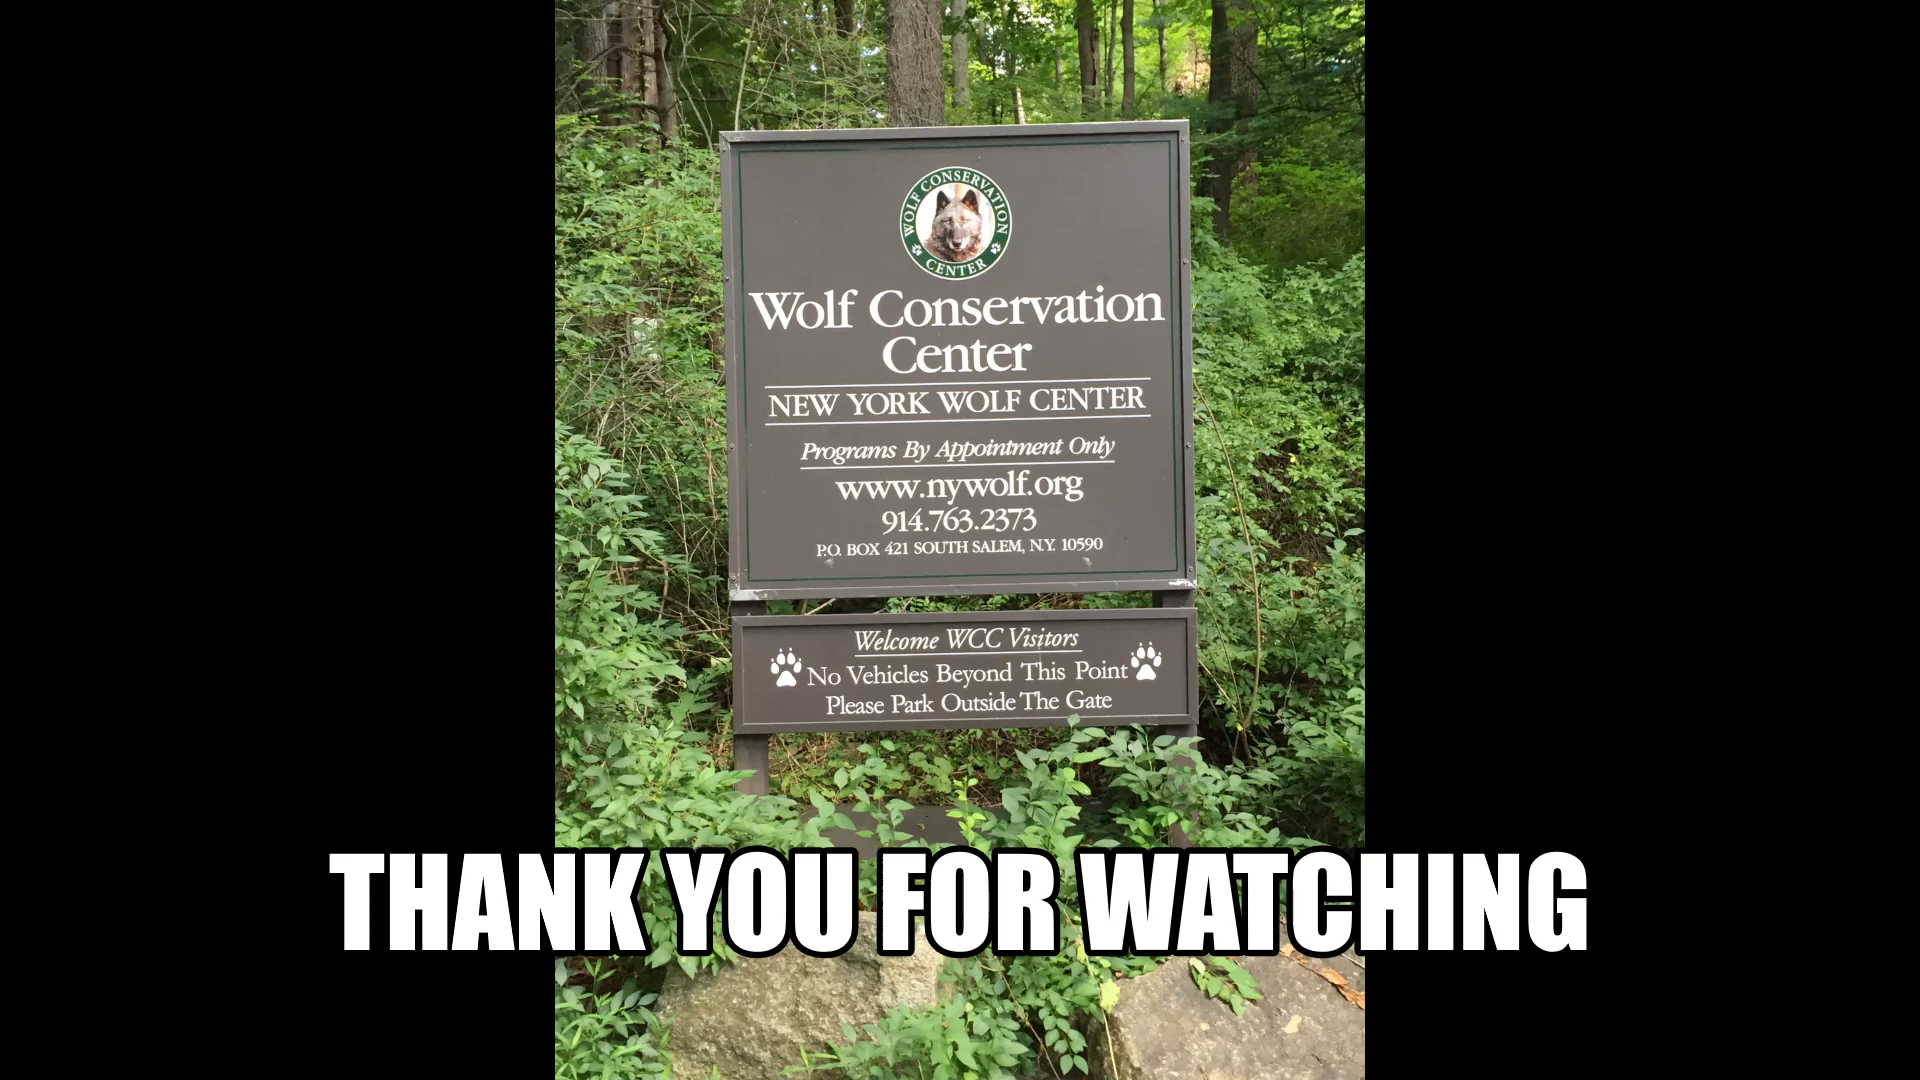 WOLF CONSERVATION
CENTER
Wolf Conservation
Center
NEW YORK WOLF CENTER
Programs By Appointment Only
www.nywolf.org
914.763.2373
P.O. BOX 421 SOUTH SALEM, N.Y. 10590
Welcome WCC Visitors
No Vehicles Beyond This Point
Please Park Outside The Gate
THANK YOU FOR WATCHING